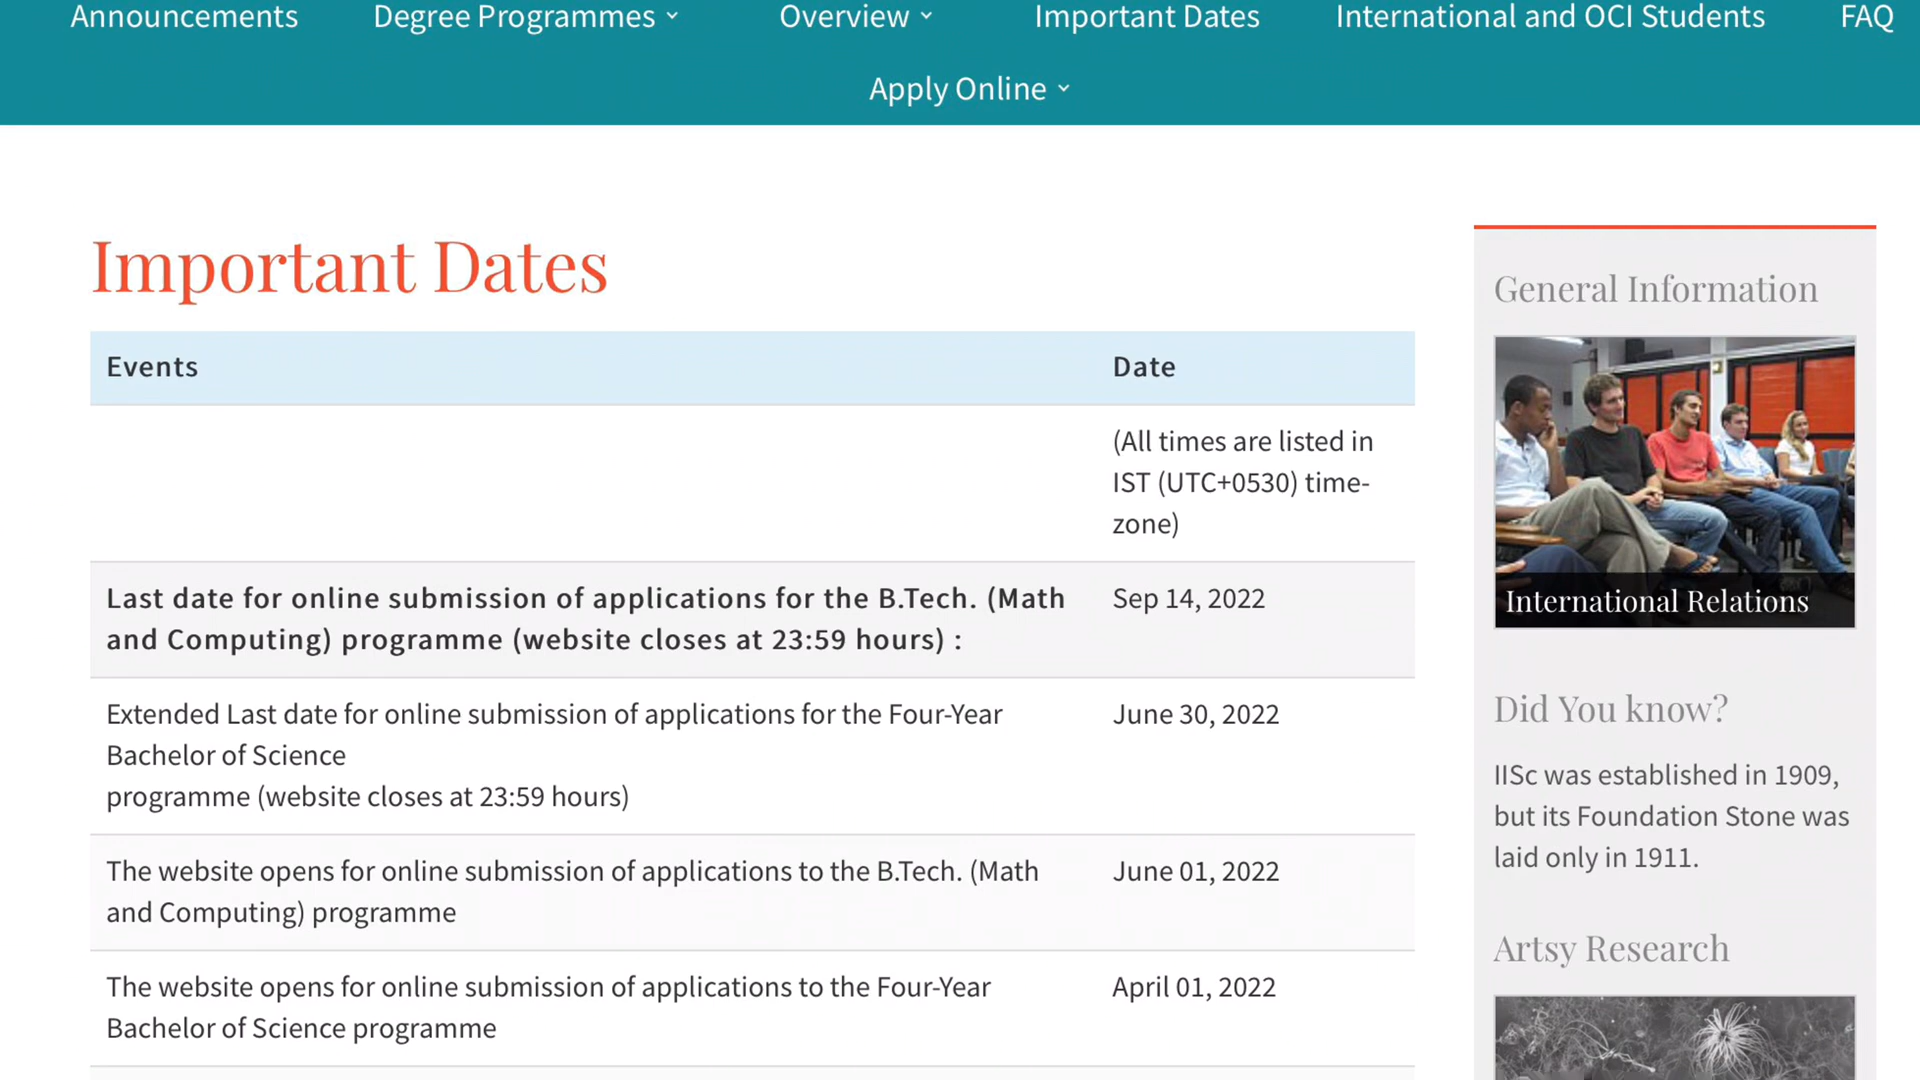 Announcements Degree Programmes Overview Important Dates International and OCI Students FAQ
Apply Online
Important Dates
Events Date
(All times are listed in
IST (UTC+0530) time-
zone)
Last date for online submission of applications for the B.Tech. (Math Sep 14, 2022
and Computing) programme (website closes at 23:59 hours) :
Extended Last date for online submission of applications for the Four-Year June 30, 2022
Bachelor of Science
programme (website closes at 23:59 hours)
The website opens for online submission of applications to the B.Tech. (Math June 01, 2022
and Computing) programme
The website opens for online submission of applications to the Four-Year April 01, 2022
Bachelor of Science programme
General Information
International Relations
Did You know?
IISc was established in 1909,
but its Foundation Stone was
laid only in 1911.
Artsy Research